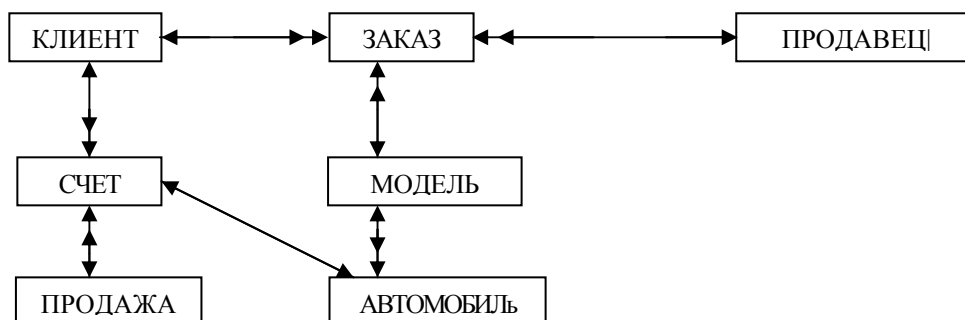 КЛИЕНТ
ЗАКАЗ
ПРОДАВЕЦ
СЧЕТ
МОДЕЛЬ
ПРОДАЖА
АВТОМОБИЛЬ